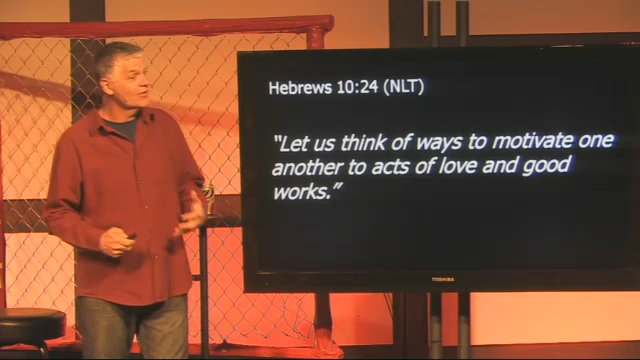 Hebrews 10:24 (NLT)
“Let us think of ways to motivate one
another to acts of love and good
works.”
TOSHIBA